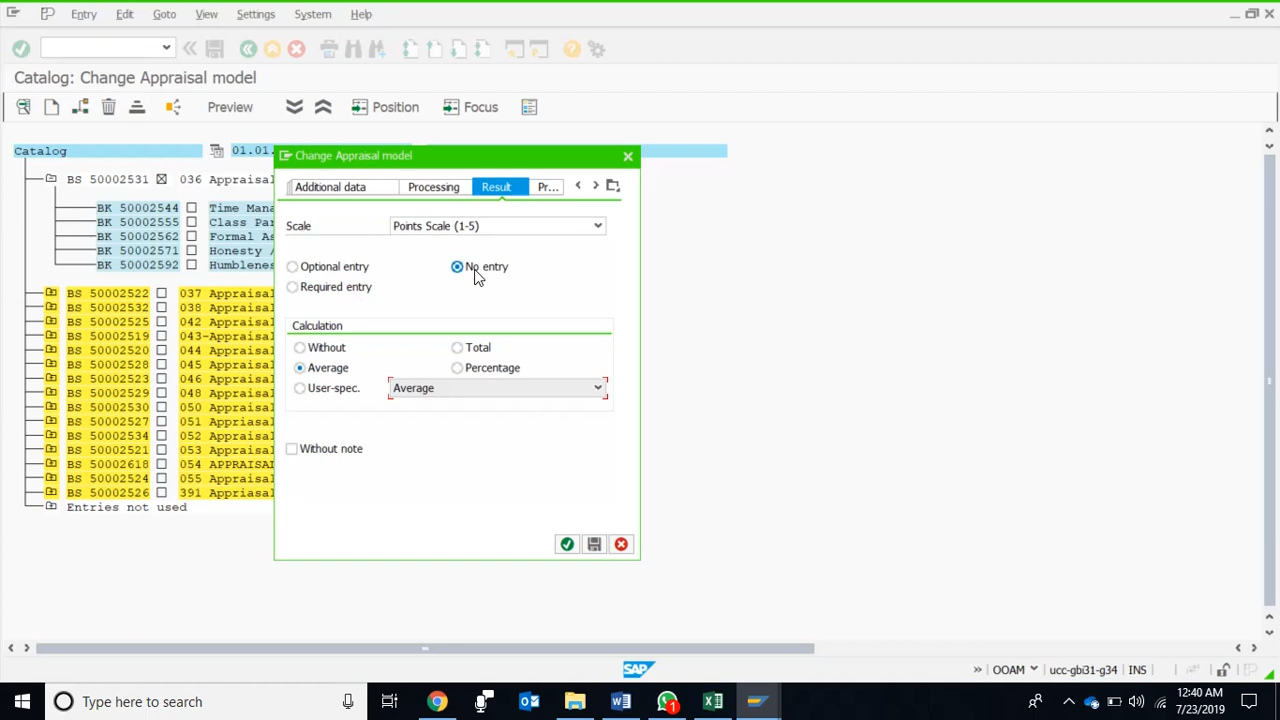 Entry Edit Goto View Settings System Help
Catalog: Change Appraisal model
Preview Position Focus
Catalog 01.01.
BS 50002531 036 Appraisal
BK 50002544 Time Mana
BK 50002555 Class Par
BK 50002562 Formal As
BK 50002571 Honesty /
BK 50002592 Humblenes
BS 50002522 037 Appraisal
BS 50002532 038 Appraisal
BS 50002525 042 Appraisal
BS 50002519 043-Appraisal
BS 50002520 044 Appraisal
BS 50002528 045 Appraisal
BS 50002523 046 Appraisal
BS 50002529 048 Appraisal
BS 50002530 050 Appraisal
BS 50002527 051 Appriasal
BS 50002534 052 Appraisal
BS 50002521 053 Appraisal
BS 50002618 054 APPRAISAL
BS 50002524 055 Appraisal
BS 50002526 391 Appriasal
Entries not used
Change Appraisal model
Additional data Processing Result Pr...
Scale Points Scale (1-5)
Optional entry No entry
Required entry
Calculation
Without Total
Average Percentage
User-spec. Average
Without note
SAP
» OOAM ucc-gbi31-g34 INS
Type here to search
1
12:40 AM
7/23/2019